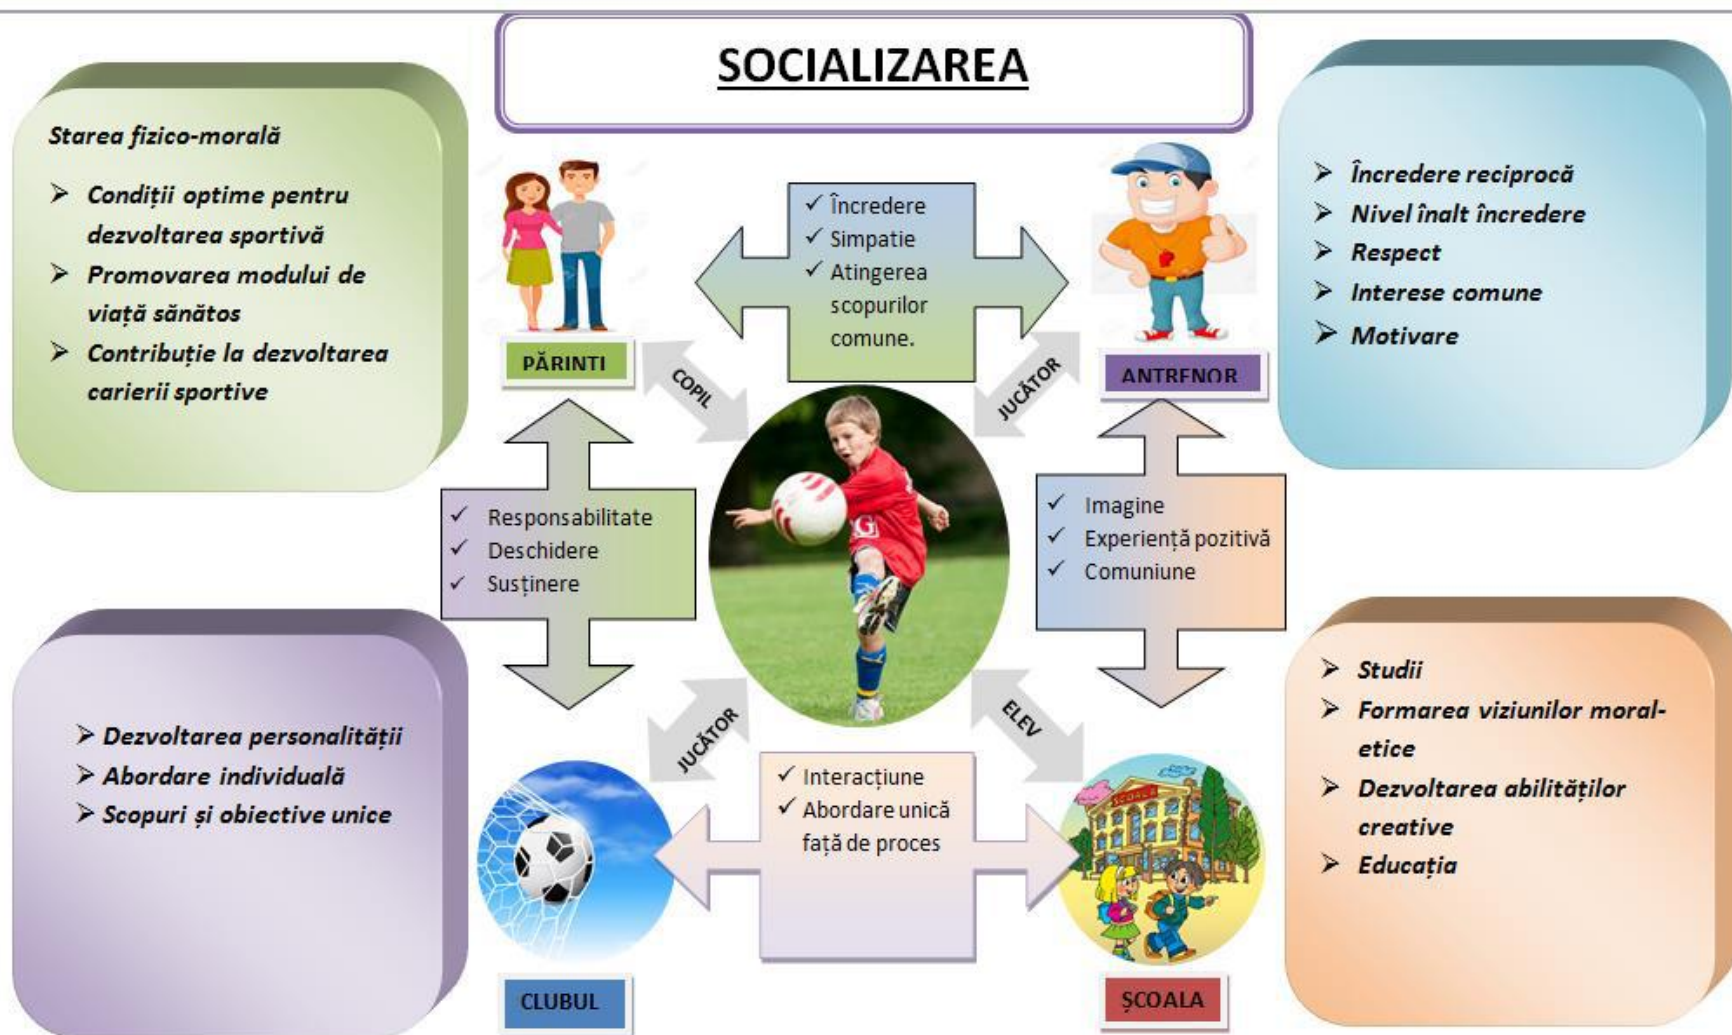 SOCIALIZAREA
Starea fizico-morală
Condiții optime pentru
dezvoltarea sportivă
Promovarea modului de
viață sănătos
Contribuție la dezvoltarea
carierii sportive
PĂRINTI
Încredere
Simpatie
Atingerea
scopurilor
comune.
ANTRENOR
Încredere reciprocă
Nivel înalt încredere
Respect
Interese comune
Motivare
COPIL
JUCĂTOR
Responsabilitate
Deschidere
Susținere
G
Imagine
Experiență pozitivă
Comuniune
Dezvoltarea personalității
Abordare individuală
Scopuri și obiective unice
JUCĂTOR
ELEV
Interacțiune
Abordare unică
față de proces
ȘCOALA
Studii
Formarea viziunilor moral-
etice
Dezvoltarea abilităților
creative
Educația
CLUBUL
ȘCOALA